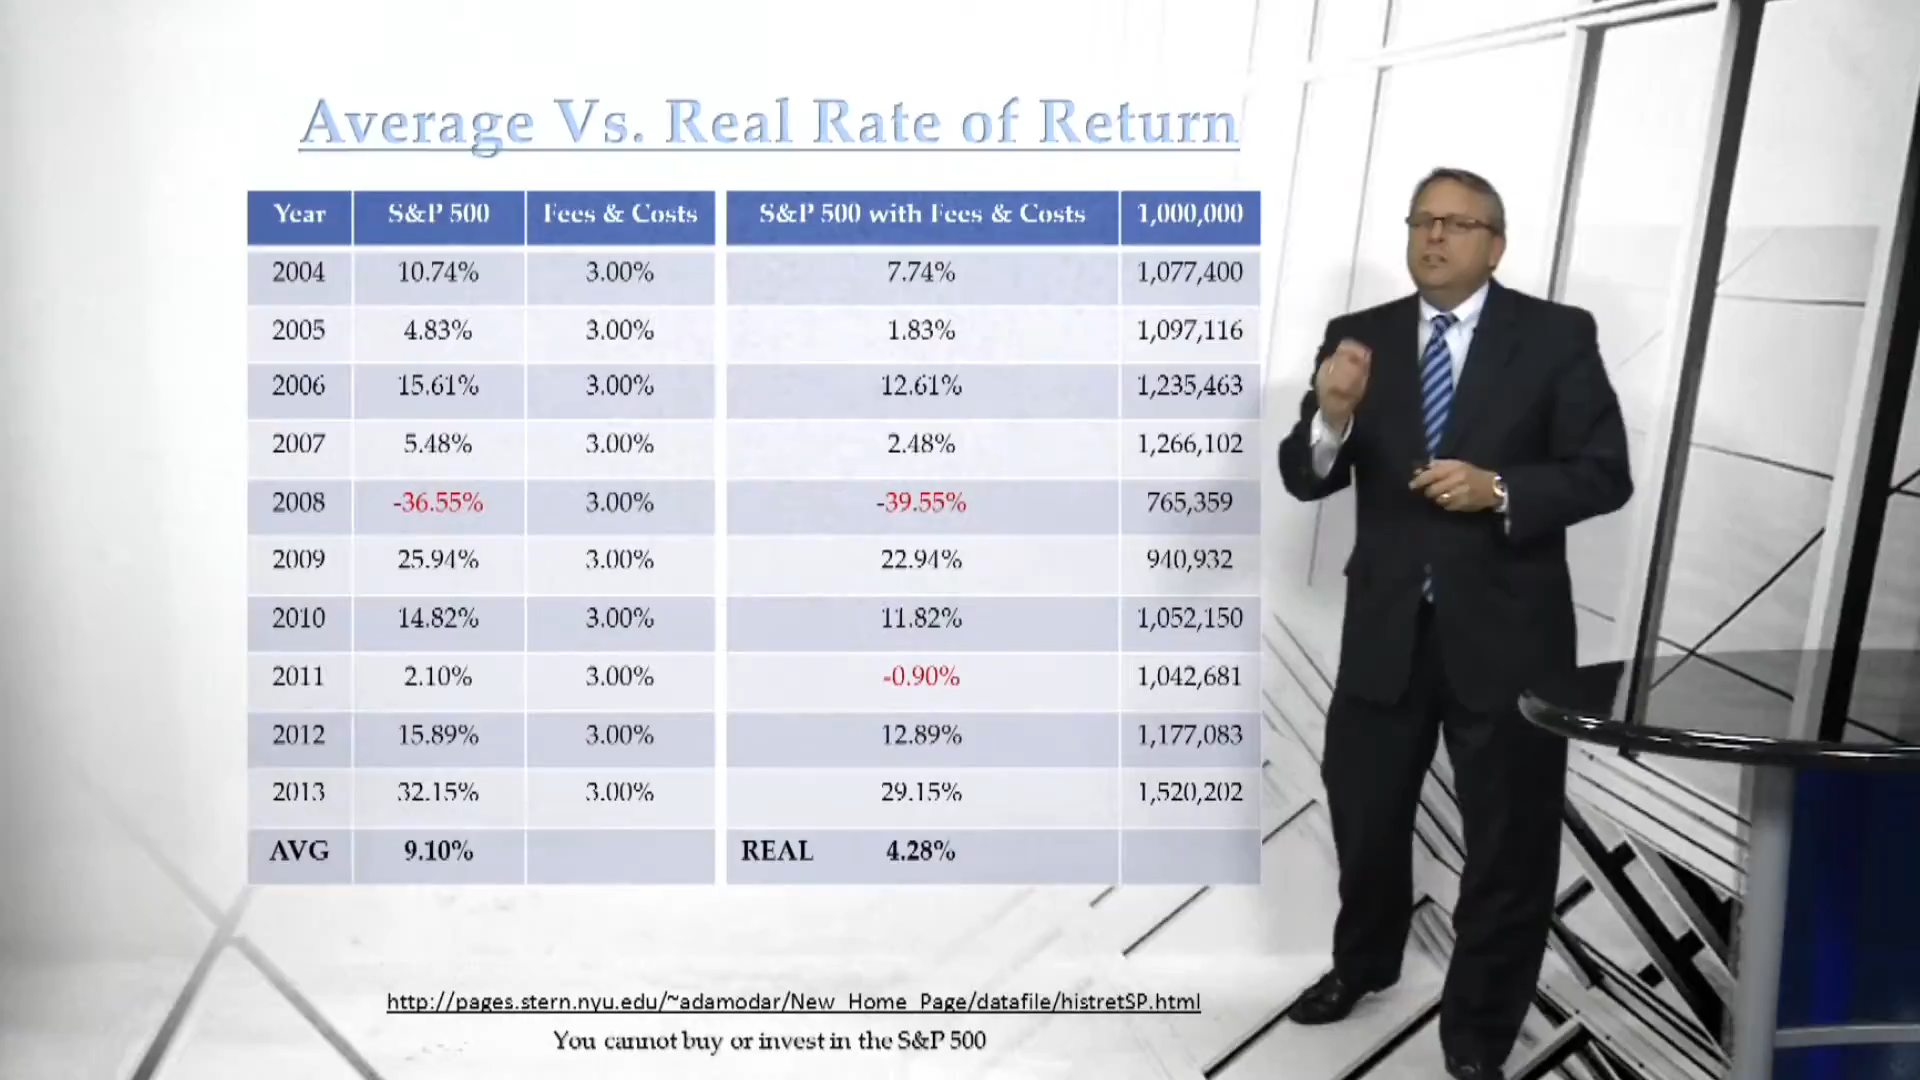 Average Vs. Real Rate of Return
Year S&P 500 Fees & Costs S&P 500 with Fees & Costs 1,000,000
2004 10.74% 3.00% 7.74% 1,077,400
2005 4.83% 3.00% 1.83% 1,097,116
2006 15.61% 3.00% 12.61% 1,235,463
2007 5.48% 3.00% 2.48% 1,266,102
2008 -36.55% 3.00% -39.55% 765,359
2009 25.94% 3.00% 22.94% 940,932
2010 14.82% 3.00% 11.82% 1,052,150
2011 2.10% 3.00% -0.90% 1,042,681
2012 15.89% 3.00% 12.89% 1,177,083
2013 32.15% 3.00% 29.15% 1,520,202
AVG 9.10% REAL 4.28%
http://pages.stern.nyu.edu/~adamodar/New_Home_Page/datafile/histretSP.html
You cannot buy or invest in the S&P 500